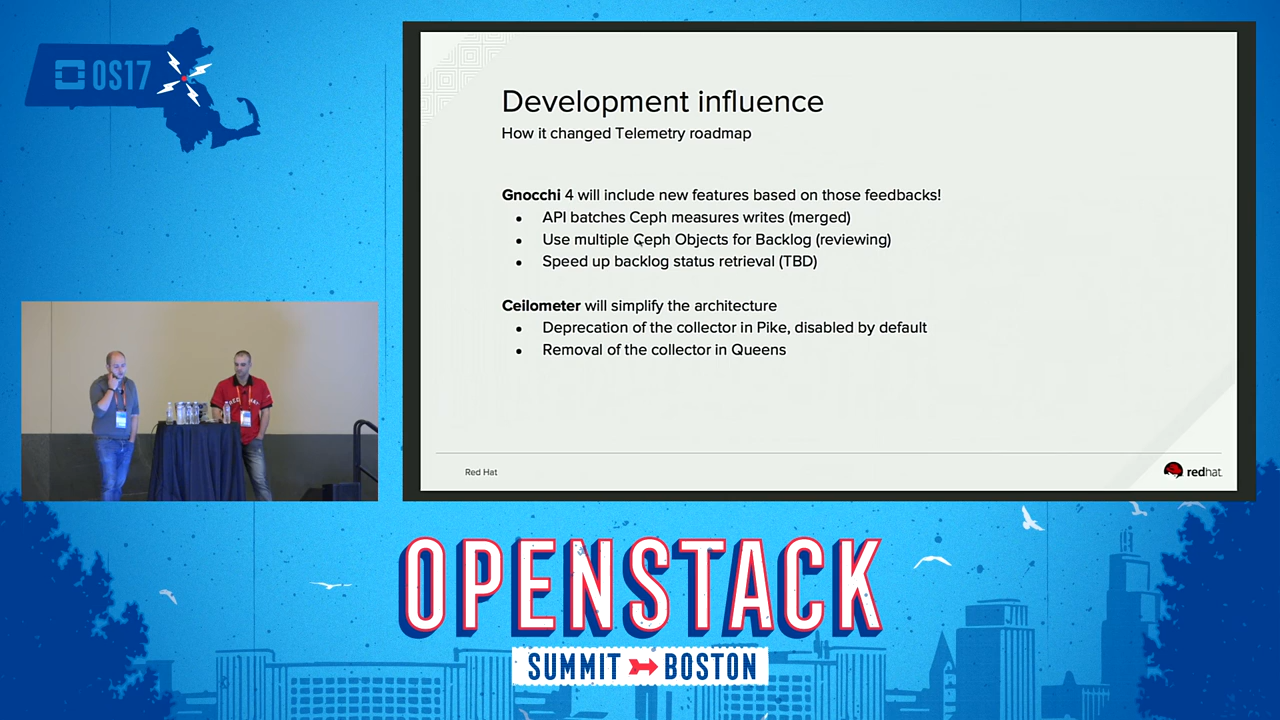 OS17
Development influence
How it changed Telemetry roadmap
Gnocchi 4 will include new features based on those feedbacks!
• API batches Ceph measures writes (merged)
• Use multiple Ceph Objects for Backlog (reviewing)
• Speed up backlog status retrieval (TBD)
Ceilometer will simplify the architecture
• Deprecation of the collector in Pike, disabled by default
• Removal of the collector in Queens
Red Hat
redhat.
OPENSTACK
SUMMIT BOSTON